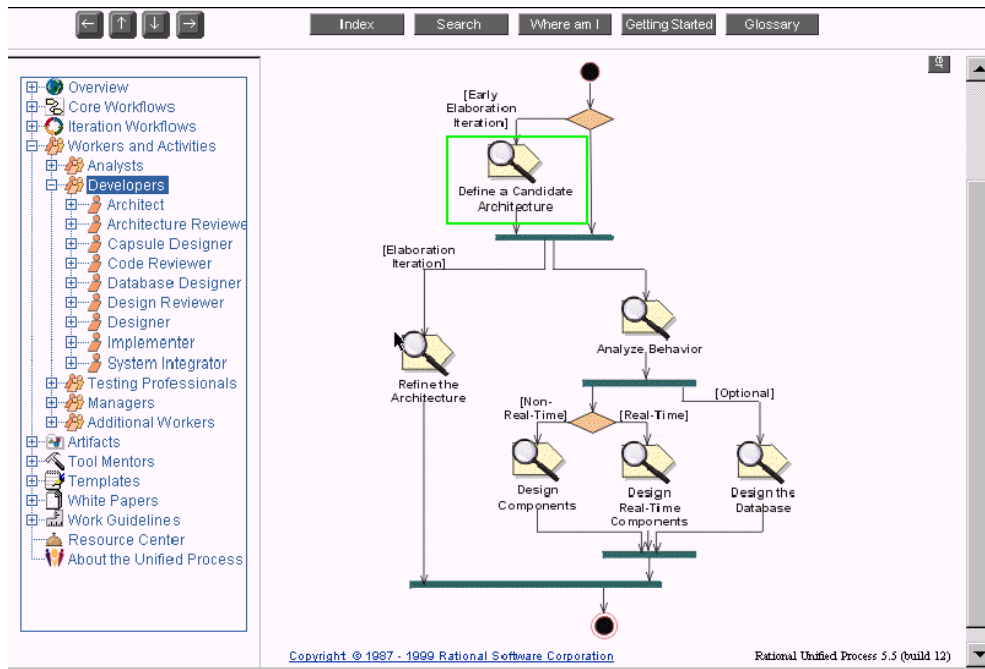 Index
Search
Where am I
Getting Started
Glossary
Overview
Core Workflows
Iteration Workflows
Workers and Activities
Analysts
Developers
Architect
Architecture Reviewe
Capsule Designer
Code Reviewer
Database Designer
Design Reviewer
Designer
Implementer
System Integrator
Testing Professionals
Managers
Additional Workers
Artifacts
Tool Mentors
Templates
White Papers
Work Guidelines
Resource Center
About the Unified Process
[Early
Elaboration
Iteration]
Define a Candidate
Architecture
[Elaboration
Iteration]
Analyze Behavior
Refine the
Architecture
[Non-
Real-Time]
[Real-Time]
[Optional]
Design
Components
Design
Real-Time
Components
Design the
Database
Copyright © 1987 - 1999 Rational Software Corporation
Rational Unified Process 5.5 (build 12)